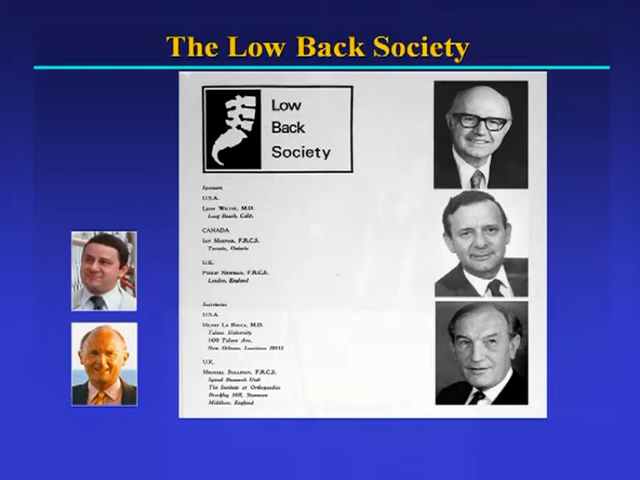 The Low Back Society
Low
Back
Society
Sponsors
U.S.A.
Leon Wiltse, M.D.
Long Beach, Calif.
CANADA
Ian Macnab, F.R.C.S.
Toronto, Ontario
U.K.
Philip Newman, F.R.C.S.
London, England
Secretaries
U.S.A.
Henry La Rocca, M.D.
Tulane University
1430 Tulane Ave.
New Orleans, Louisiana 70112
U.K.
Michael Sullivan, F.R.C.S.
Spinal Research Unit
The Institute of Orthopaedics
Brockley Hill, Stanmore
Middlesex, England